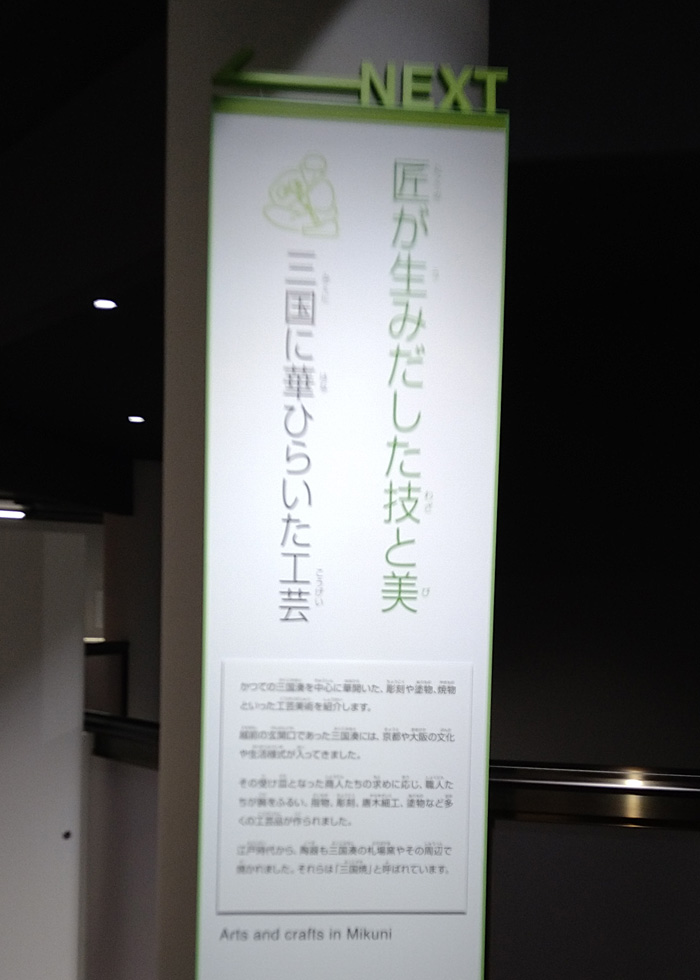 NEXT
匠が生みだした技と美
三国に華ひらいた工芸
かつての三国湊を中心に華開いた、彫刻や塗物、焼物
といった工芸美術を紹介します。
越前の玄関口であった三国湊には、京都や大阪の文化
や生活様式が入ってきました。
その受け皿となった商人たちの求めに応じ、職人た
ちが腕をふるい、指物、彫刻、唐木細工、塗物など多
くの工芸品が作られました。
江戸時代から、陶器も三国湊の札場窯やその周辺で
焼かれました。それらは「三国焼」と呼ばれています。
Arts and crafts in Mikuni